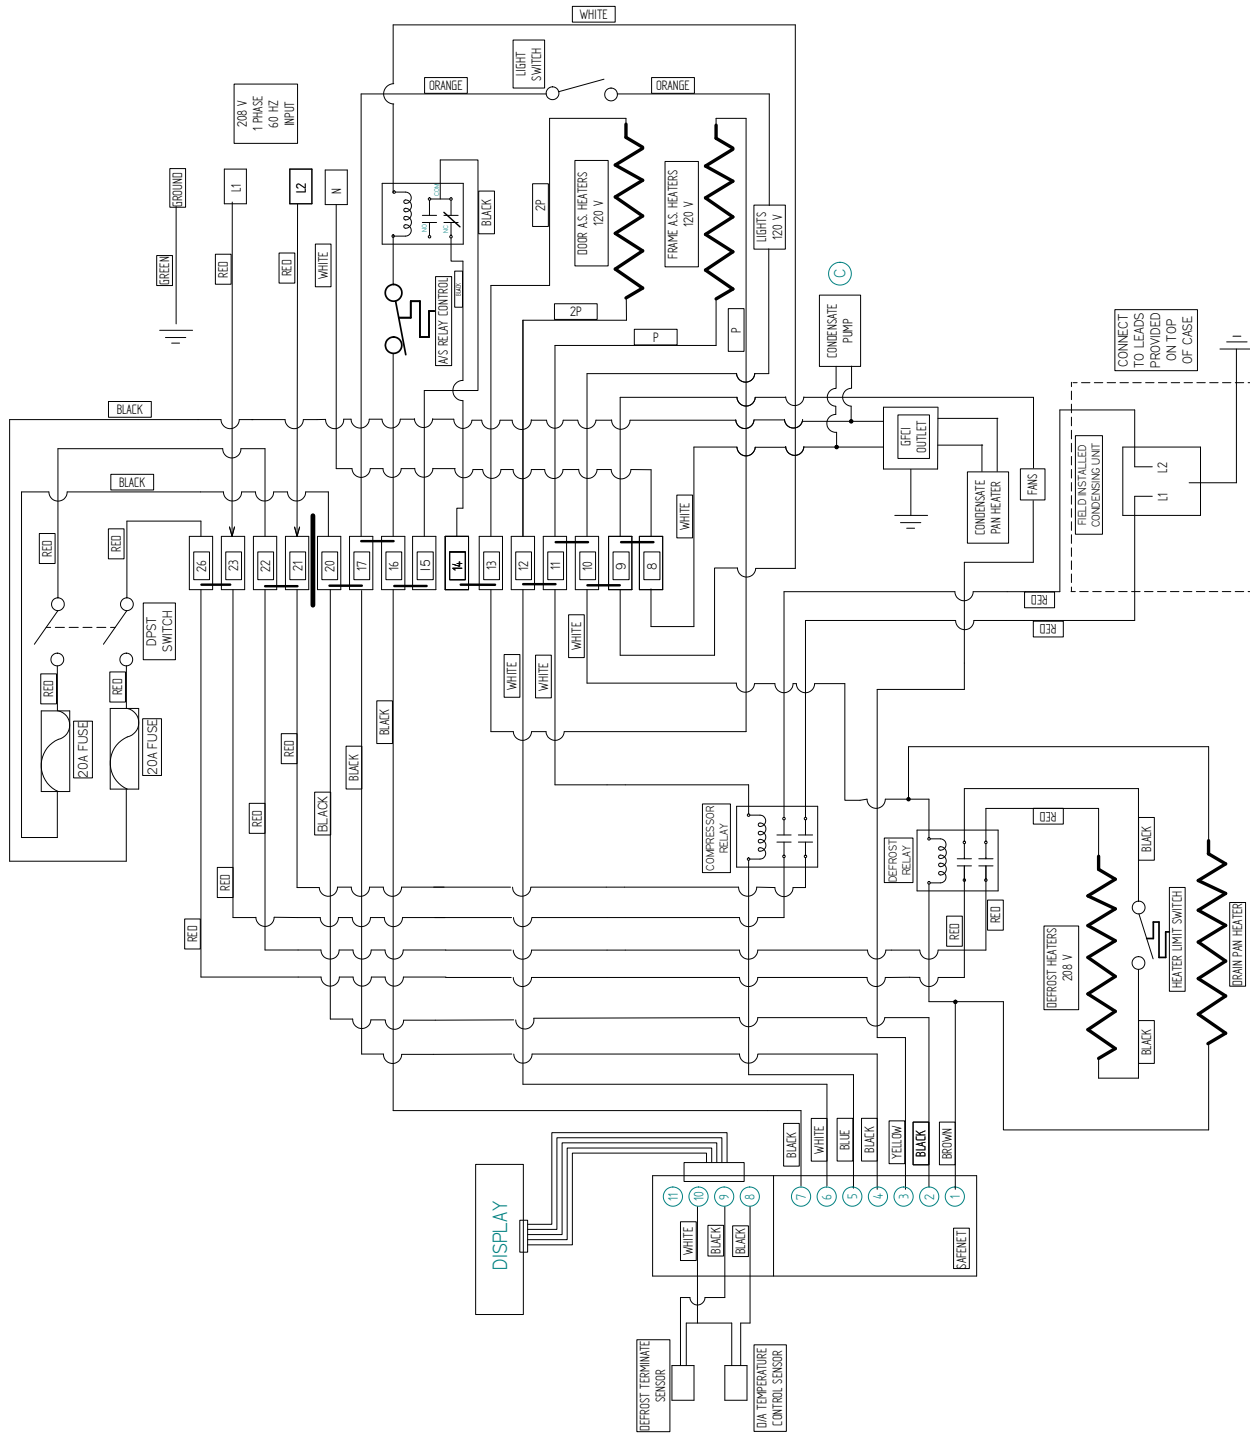 WHITE
LIGHT
SWITCH
ORANGE
ORANGE
208 V
1 PHASE
60 HZ
INPUT
GROUND
L1
L2
N
GREEN
RED
RED
WHITE
COM
NO
NC
BLACK
BLACK
A/S RELAY CONTROL
2P
DOOR A.S. HEATERS
120 V
FRAME A.S. HEATERS
120 V
LIGHTS
120 V
2P
P
P
C
CONDENSATE
PUMP
CONNECT
TO LEADS
PROVIDED
ON TOP
OF CASE
BLACK
BLACK
GFCI
OUTLET
CONDENSATE
PAN HEATER
FANS
FIELD INSTALLED
CONDENSING UNIT
L1
L2
WHITE
RED
RED
26
23
22
21
20
17
16
15
14
13
12
11
10
9
8
DPST
SWITCH
RED
RED
20A FUSE
20A FUSE
WHITE
WHITE
WHITE
RED
RED
BLACK
BLACK
BLACK
RED
RED
RED
RED
COMPRESSOR
RELAY
DEFROST
RELAY
RED
RED
RED
BLACK
DEFROST HEATERS
208 V
HEATER LIMIT SWITCH
DRAIN PAN HEATER
BLACK
DISPLAY
BLACK
WHITE
BLUE
BLACK
YELLOW
BLACK
BROWN
11
10
9
8
7
6
5
4
3
2
1
WHITE
BLACK
BLACK
SAFENET
DEFROST TERMINATE
SENSOR
D/A TEMPERATURE
CONTROL SENSOR